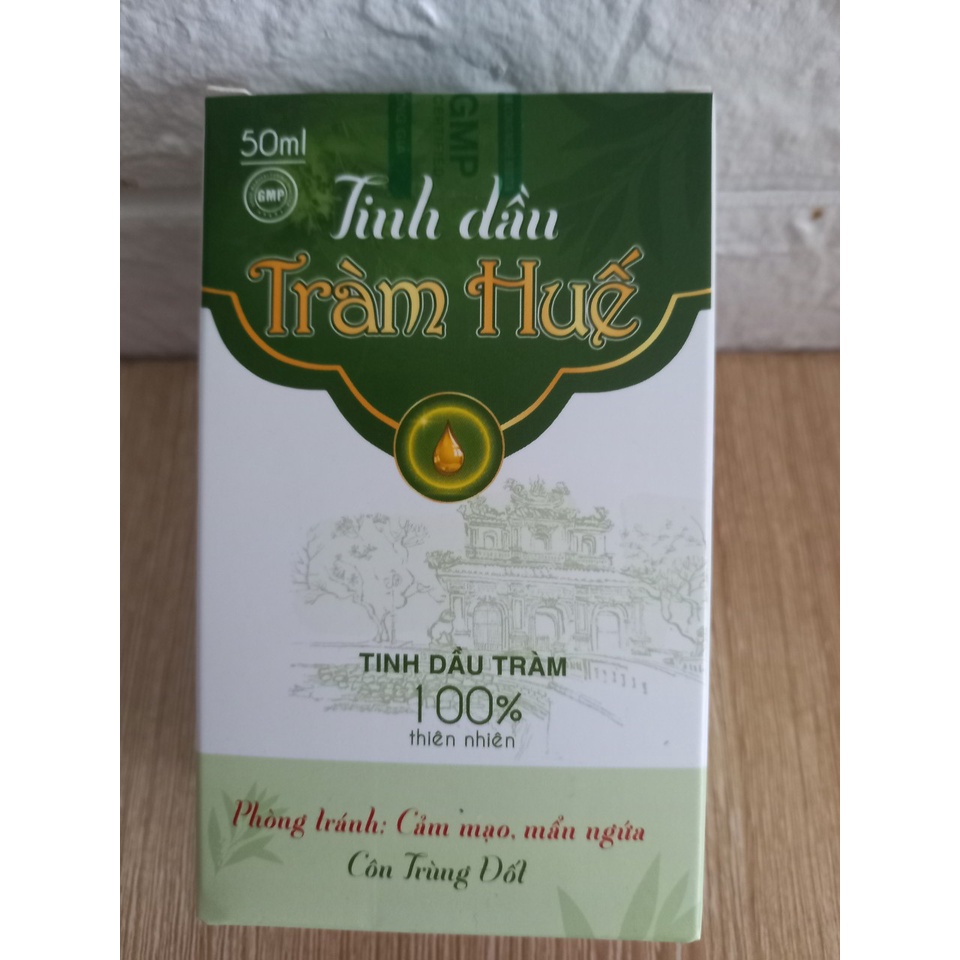 50ml
GMP
GMP
Tinh dầu
Tràm Huế
TINH DẦU TRÀM
100%
thiên nhiên
Phòng tránh: Cảm mạo, mẩn ngứa
Côn Trùng Đốt